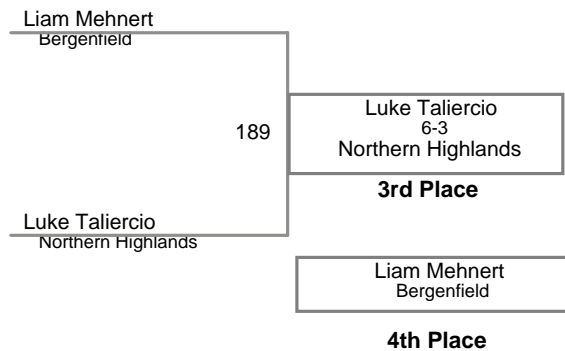 Liam Mehnert
Bergenfield
189
Luke Taliercio
6-3
Northern Highlands
3rd Place
Luke Taliercio
Northern Highlands
Liam Mehnert
Bergenfield
4th Place